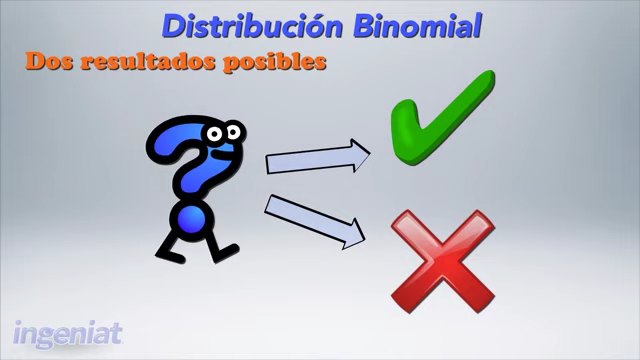 Distribución Binomial
Dos resultados posibles
ingeniat